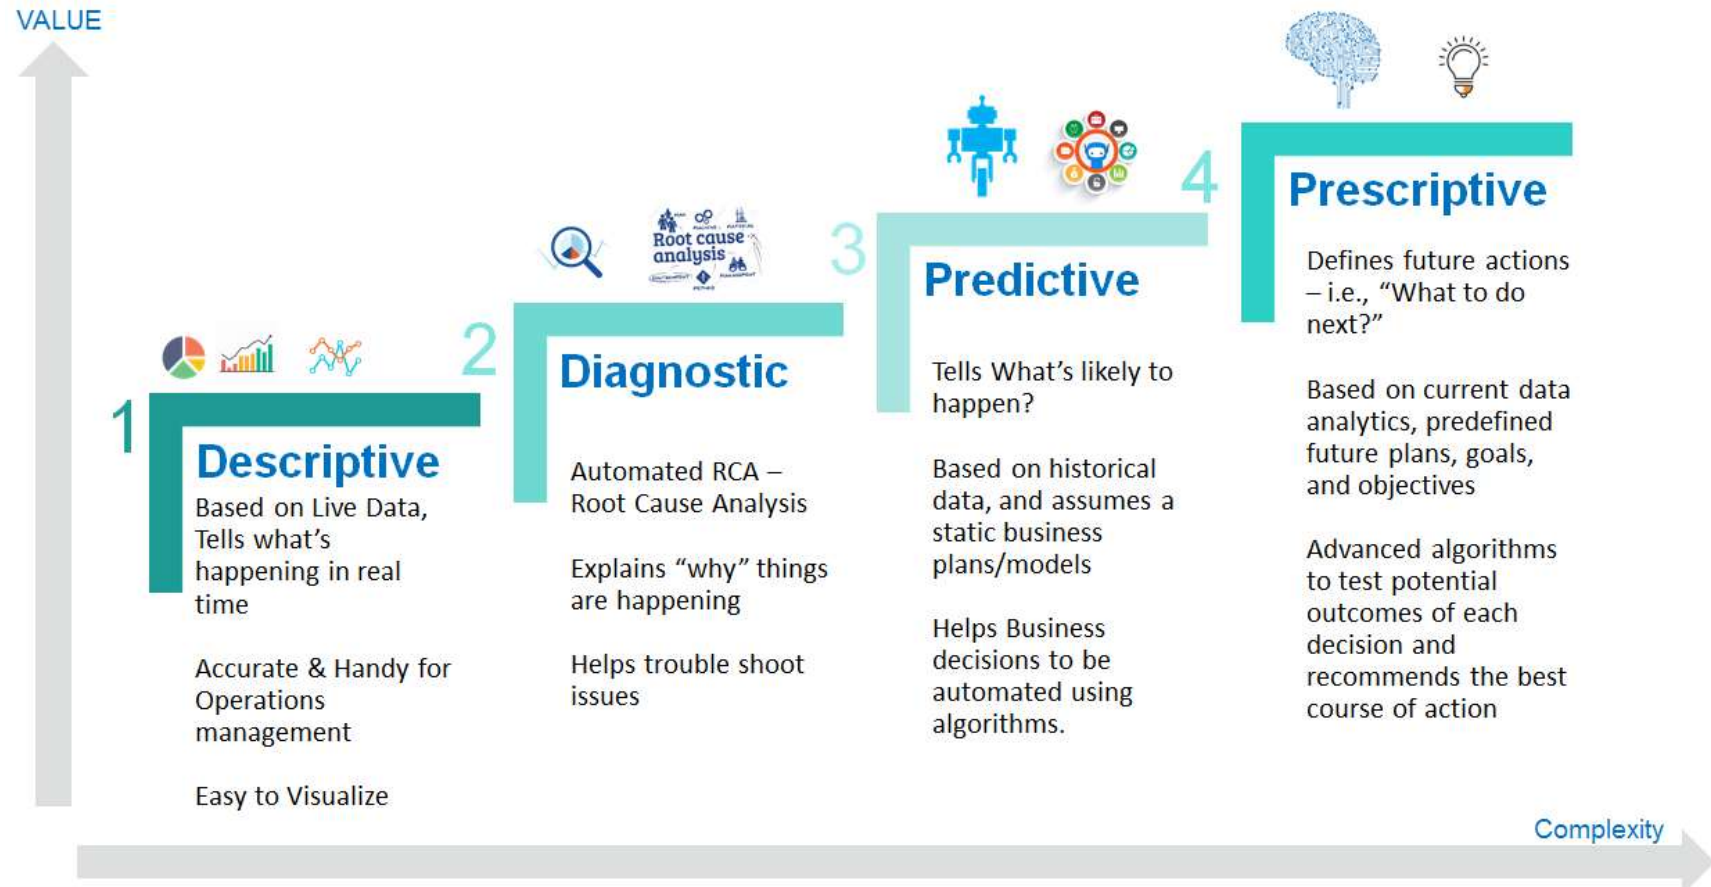 VALUE
1
Descriptive
Based on Live Data,
Tells what's
happening in real
time
Accurate & Handy for
Operations
management
Easy to Visualize
2
Root cause
analysis
Diagnostic
Automated RCA –
Root Cause Analysis
Explains “why” things
are happening
Helps trouble shoot
issues
3
Predictive
Tells What's likely to
happen?
Based on historical
data, and assumes a
static business
plans/models
Helps Business
decisions to be
automated using
algorithms.
4
Prescriptive
Defines future actions
– i.e., “What to do
next?”
Based on current data
analytics, predefined
future plans, goals,
and objectives
Advanced algorithms
to test potential
outcomes of each
decision and
recommends the best
course of action
Complexity